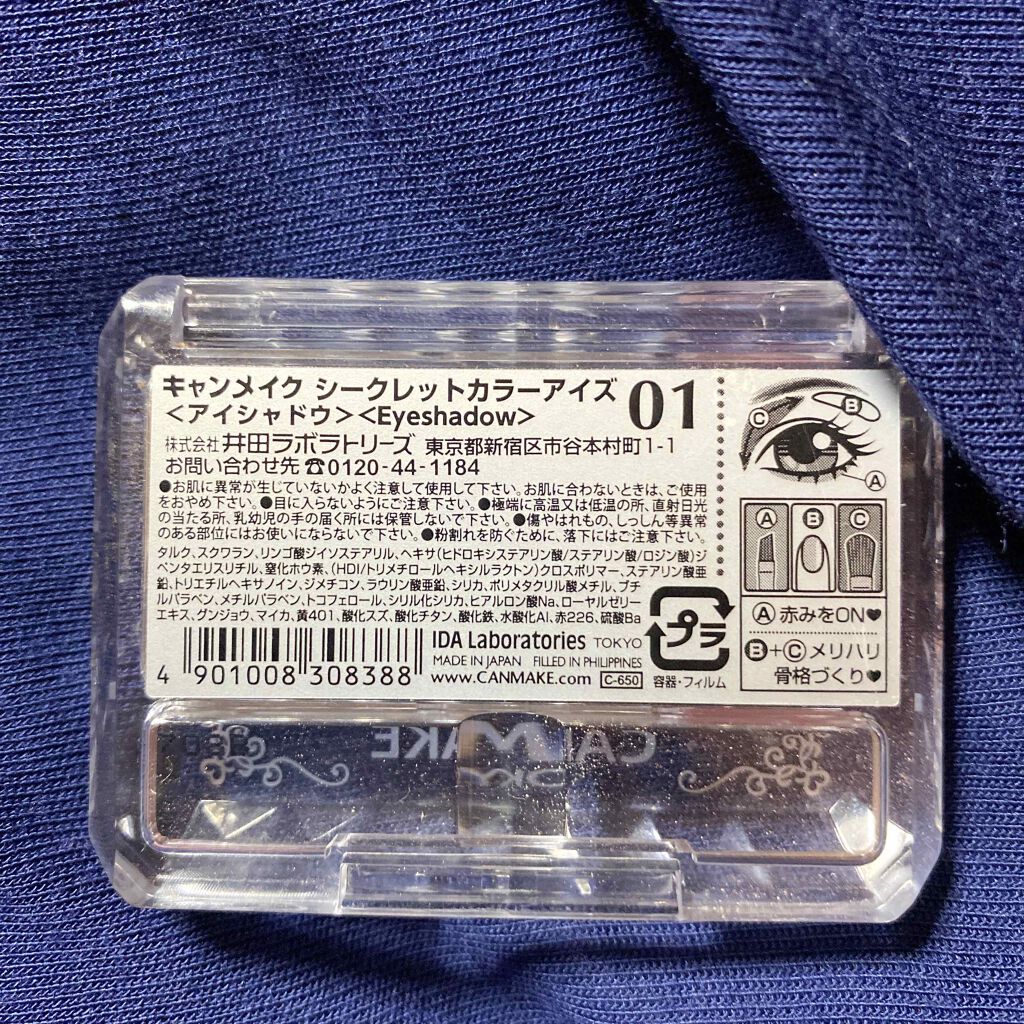 キャンメイク シークレットカラーアイズ 01
<アイシャドウ><Eyeshadow>
株式会社 井田ラボラトリーズ 東京都新宿区市谷本村町1-1
お問い合わせ先 ☎0120-44-1184
●お肌に異常が生じていないかよく注意して使用して下さい。お肌に合わないときは、ご使用
をおやめ下さい。●目に入らないようにご注意下さい。●極端に高温又は低温の所、直射日光
の当たる所、乳幼児の手の届く所には保管しないで下さい。●傷やはれもの、しっしん等異常
のある部位にはお使いにならないで下さい。●粉割れを防ぐために、落下にはご注意下さい。
タルク、スクワラン、リンゴ酸ジイソステアリル、ヘキサ(ヒドロキシステアリン酸/ステアリン酸/ロジン酸)ジ
ペンタエリスリチル、窒化ホウ素、(HDI/トリメチロールヘキシルラクトン)クロスポリマー、ステアリン酸亜
鉛、トリエチルヘキサノイン、ジメチコン、ラウリン酸亜鉛、シリカ、ポリメタクリル酸メチル、ブチ
ルパラベン、メチルパラベン、トコフェロール、シリル化シリカ、ヒアルロン酸Na、ローヤルゼリー
エキス、グンジョウ、マイカ、黄401、酸化スズ、酸化チタン、酸化鉄、水酸化Al、赤226、硫酸Ba
4 901008 308388
IDA Laboratories TOKYO
MADE IN JAPAN FILLED IN PHILIPPINES
www.CANMAKE.com C-650
プラ
容器・フィルム
C
B
A
A B C
A 赤みをON♥
B+C メリハリ
骨格づくり♥
CANMAKE